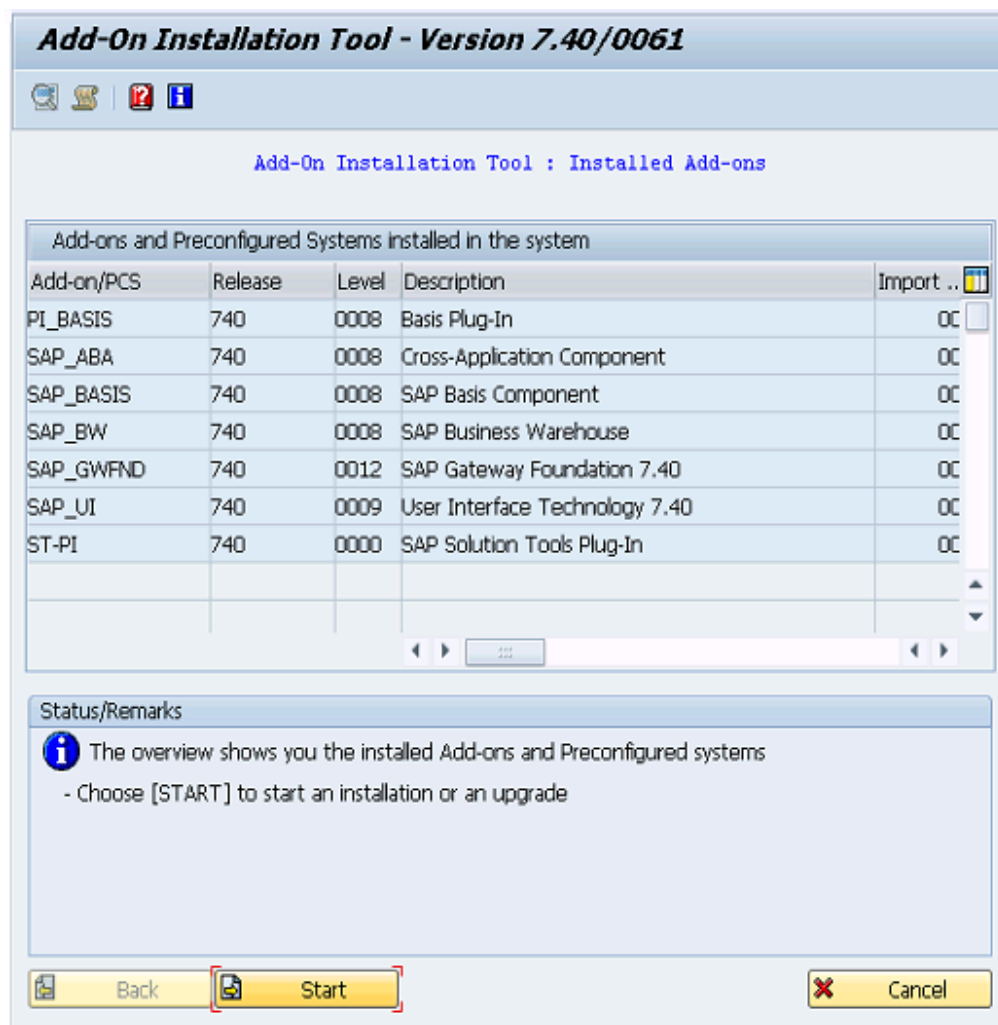 Add-On Installation Tool - Version 7.40/0061
Add-On Installation Tool : Installed Add-ons
Add-ons and Preconfigured Systems installed in the system
Add-on/PCS Release Level Description Import ..
PI_BASIS 740 0008 Basis Plug-In
SAP_ABA 740 0008 Cross-Application Component
SAP_BASIS 740 0008 SAP Basis Component
SAP_BW 740 0008 SAP Business Warehouse
SAP_GWFND 740 0012 SAP Gateway Foundation 7.40
SAP_UI 740 0009 User Interface Technology 7.40
ST-PI 740 0000 SAP Solution Tools Plug-In
Status/Remarks
The overview shows you the installed Add-ons and Preconfigured systems
- Choose [START] to start an installation or an upgrade
Back Start Cancel